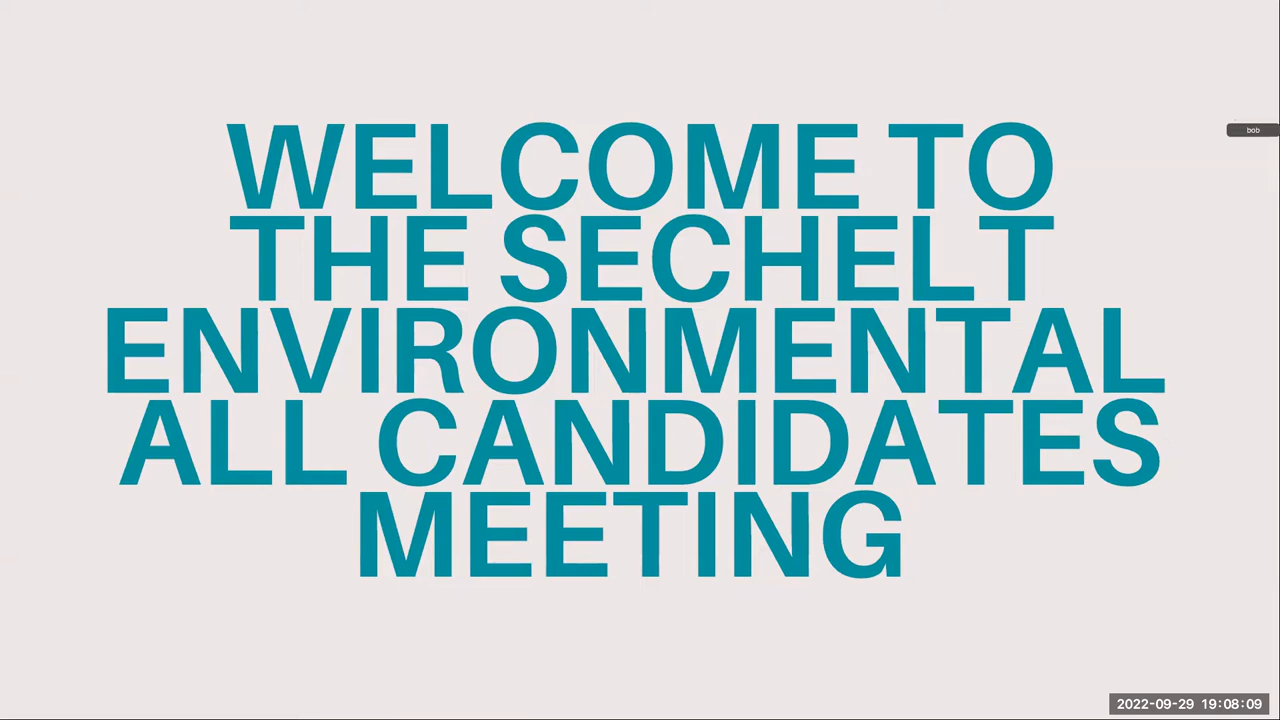 WELCOME TO
THE SECHELT
ENVIRONMENTAL
ALL CANDIDATES
MEETING
bob
2022-09-29 19:08:09